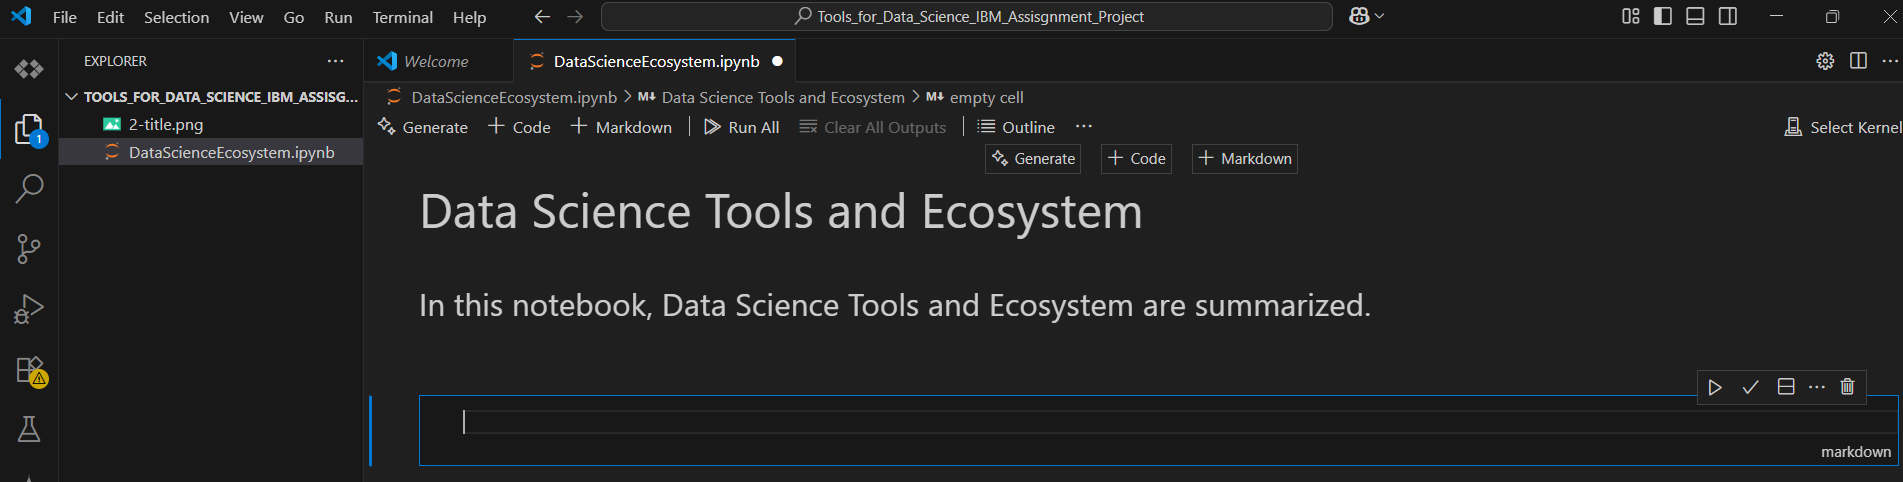 File Edit Selection View Go Run Terminal Help
Tools_for_Data_Science_IBM_Assisgnment_Project
EXPLORER
TOOLS_FOR_DATA_SCIENCE_IBM_ASSISG...
2-title.png
DataScienceEcosystem.ipynb
1
Welcome
DataScienceEcosystem.ipynb
DataScienceEcosystem.ipynb > M↓ Data Science Tools and Ecosystem > M↓ empty cell
Generate + Code + Markdown Run All Clear All Outputs Outline ... Select Kernel
Generate + Code + Markdown
Data Science Tools and Ecosystem
In this notebook, Data Science Tools and Ecosystem are summarized.
markdown